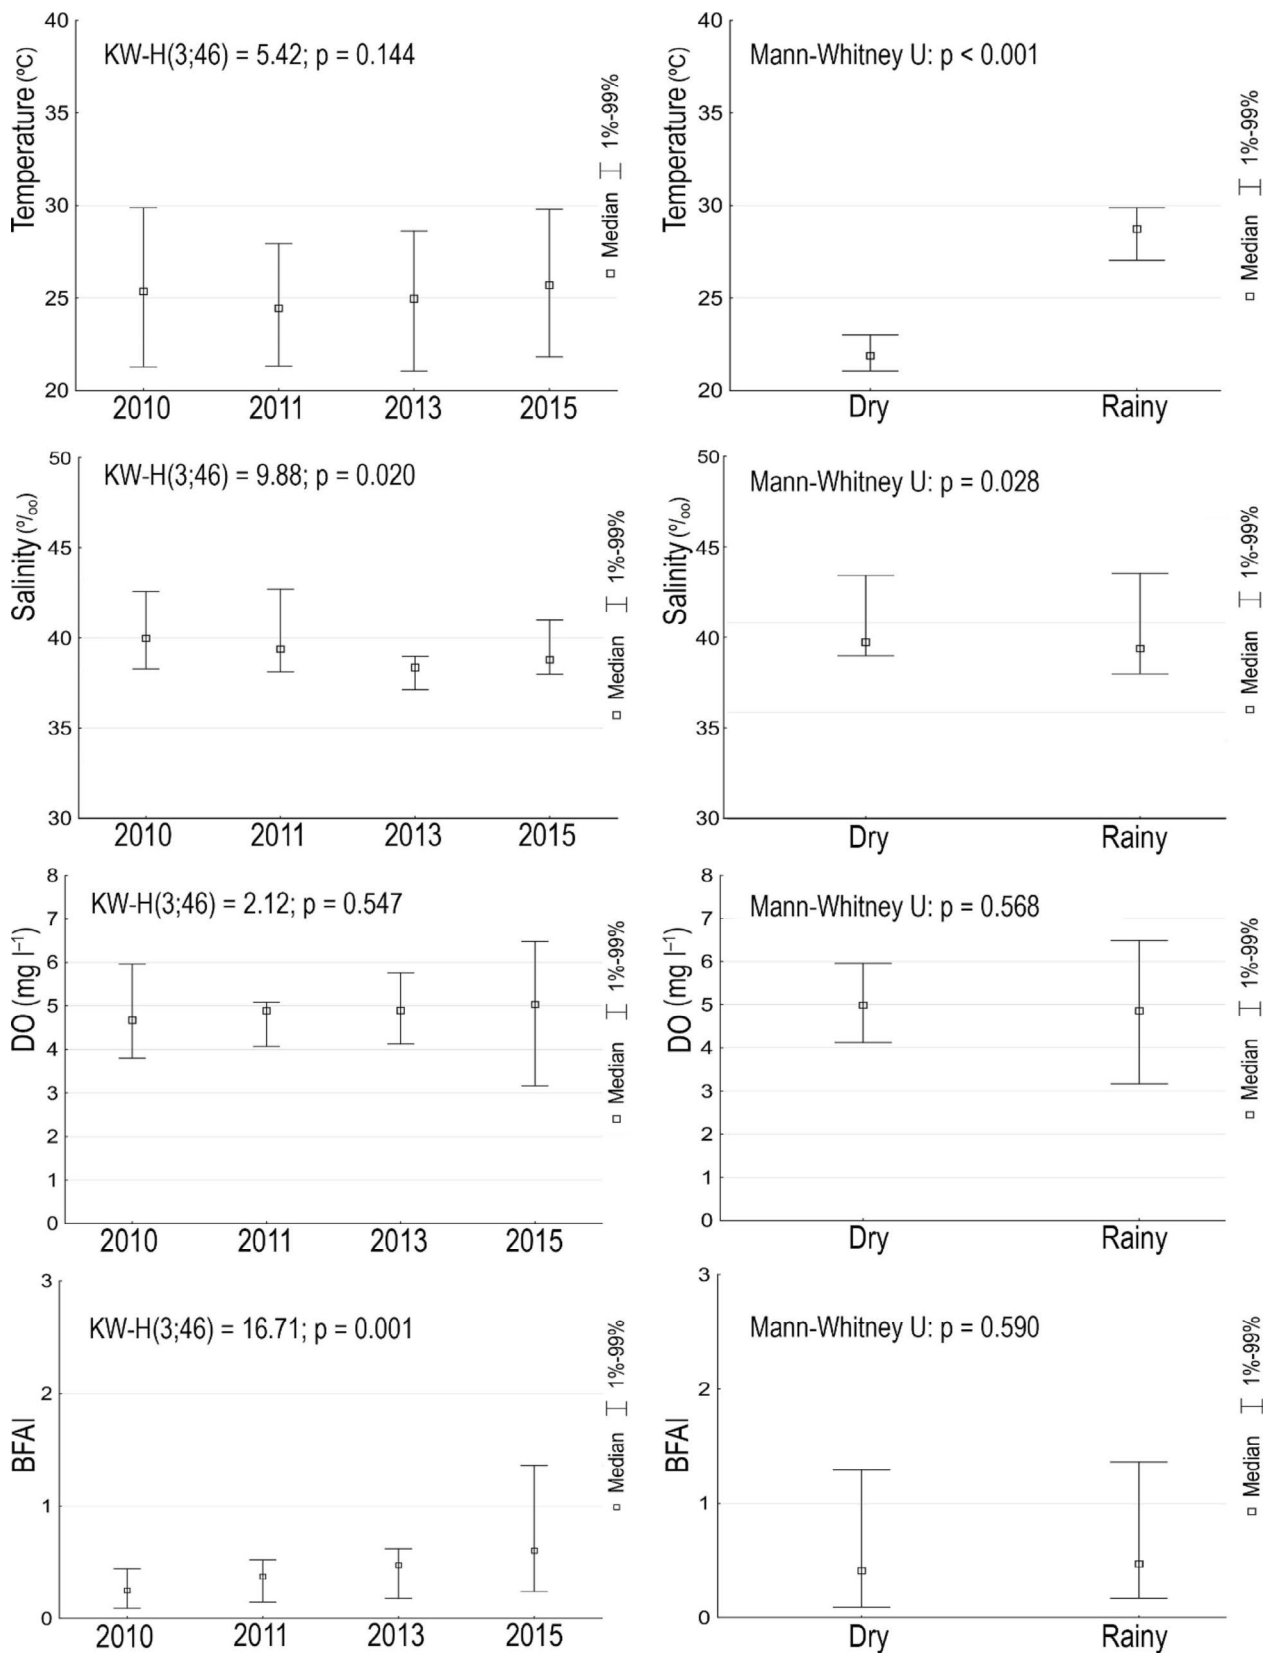 Temperature (ºC)
40
35
30
25
20
KW-H(3;46) = 5.42; p = 0.144
2010 2011 2013 2015
Median 1%-99%
Temperature (ºC)
40
35
30
25
20
Mann-Whitney U: p < 0.001
Dry Rainy
Median 1%-99%
Salinity (º/₀₀)
50
45
40
35
30
KW-H(3;46) = 9.88; p = 0.020
2010 2011 2013 2015
Median 1%-99%
Salinity (º/₀₀)
50
45
40
35
30
Mann-Whitney U: p = 0.028
Dry Rainy
Median 1%-99%
DO (mg l⁻¹)
8
7
6
5
4
3
2
1
0
KW-H(3;46) = 2.12; p = 0.547
2010 2011 2013 2015
Median 1%-99%
DO (mg l⁻¹)
8
7
6
5
4
3
2
1
0
Mann-Whitney U: p = 0.568
Dry Rainy
Median 1%-99%
BFAI
3
2
1
0
KW-H(3;46) = 16.71; p = 0.001
2010 2011 2013 2015
Median 1%-99%
BFAI
3
2
1
0
Mann-Whitney U: p = 0.590
Dry Rainy
Median 1%-99%